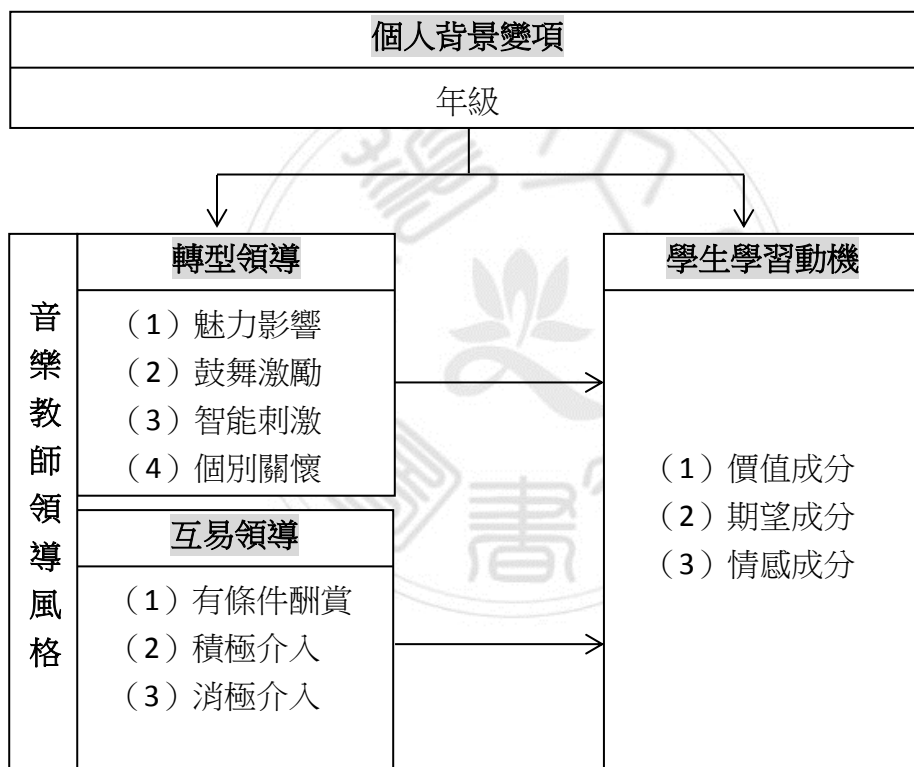 個人背景變項
年級
音樂教師領導風格
轉型領導
（1）魅力影響
（2）鼓舞激勵
（3）智能刺激
（4）個別關懷
互易領導
（1）有條件酬賞
（2）積極介入
（3）消極介入
學生學習動機
（1）價值成分
（2）期望成分
（3）情感成分
書